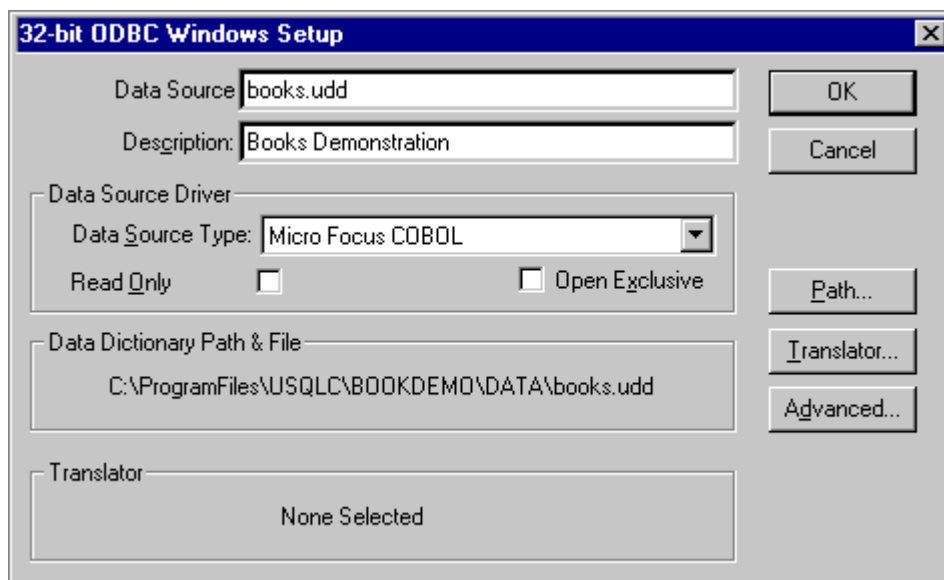 32-bit ODBC Windows Setup
Data Source books.udd
OK
Description: Books Demonstration
Cancel
Data Source Driver
Data Source Type: Micro Focus COBOL
Read Only Open Exclusive
Path...
Data Dictionary Path & File
Translator...
C:\ProgramFiles\USQLC\BOOKDEMO\DATA\books.udd
Advanced...
Translator
None Selected